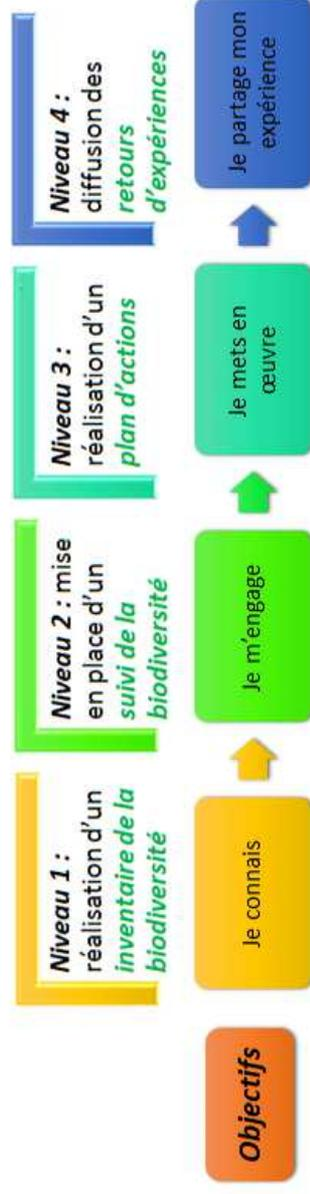 Niveau 1 :
réalisation d'un
inventaire de la
biodiversité
Niveau 2 : mise
en place d'un
suivi de la
biodiversité
Niveau 3 :
réalisation d'un
plan d'actions
Niveau 4 :
diffusion des
retours
d'expériences
Objectifs
Je connais
Je m'engage
Je mets en
œuvre
Je partage mon
expérience